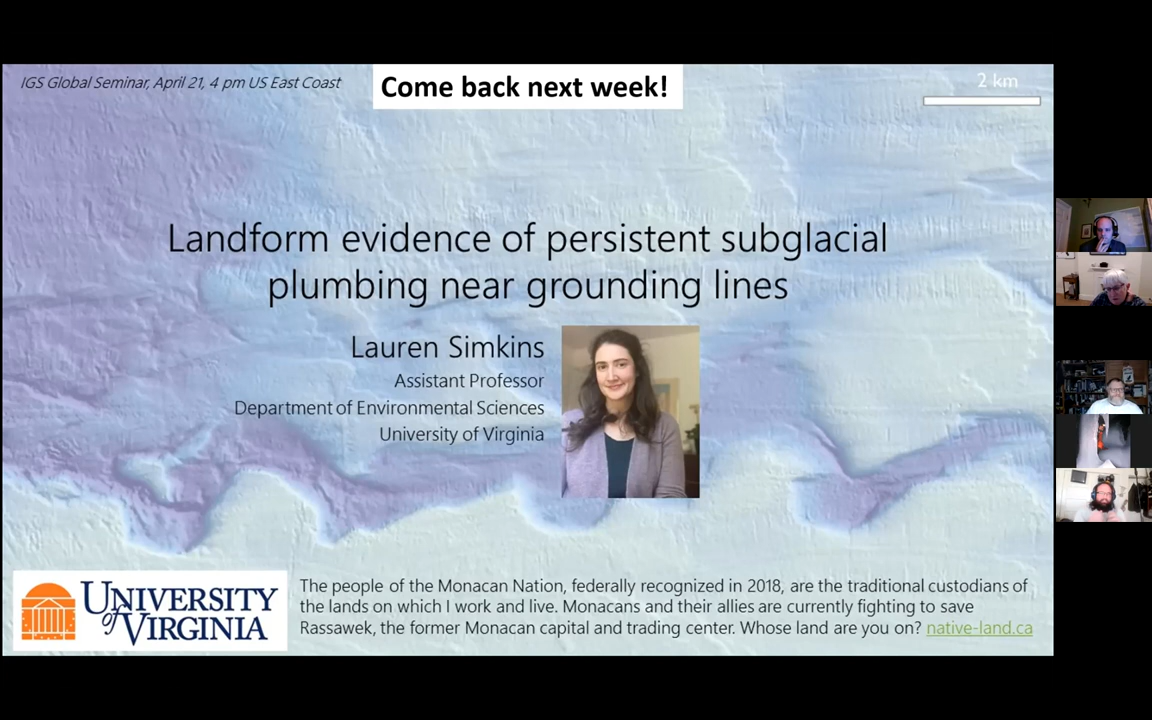 IGS Global Seminar, April 21, 4 pm US East Coast
Come back next week!
2 km
Landform evidence of persistent subglacial
plumbing near grounding lines
Lauren Simkins
Assistant Professor
Department of Environmental Sciences
University of Virginia
UNIVERSITY
of VIRGINIA
The people of the Monacan Nation, federally recognized in 2018, are the traditional custodians of
the lands on which I work and live. Monacans and their allies are currently fighting to save
Rassawek, the former Monacan capital and trading center. Whose land are you on? native-land.ca